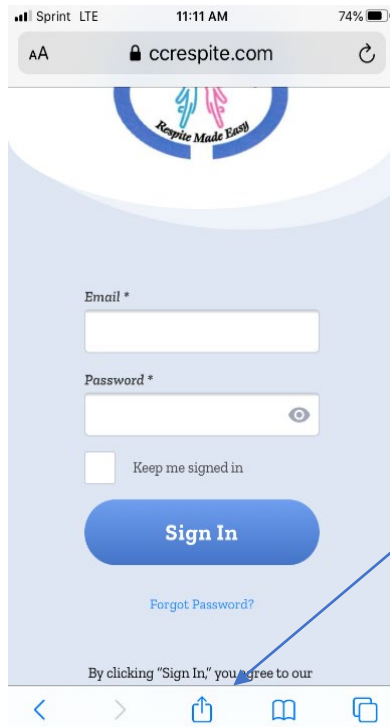 Sprint LTE 11:11 AM 74%
AA ccrespite.com
Respite Made Easy
Email *
Password *
Keep me signed in
Sign In
Forgot Password?
By clicking "Sign In," you agree to our